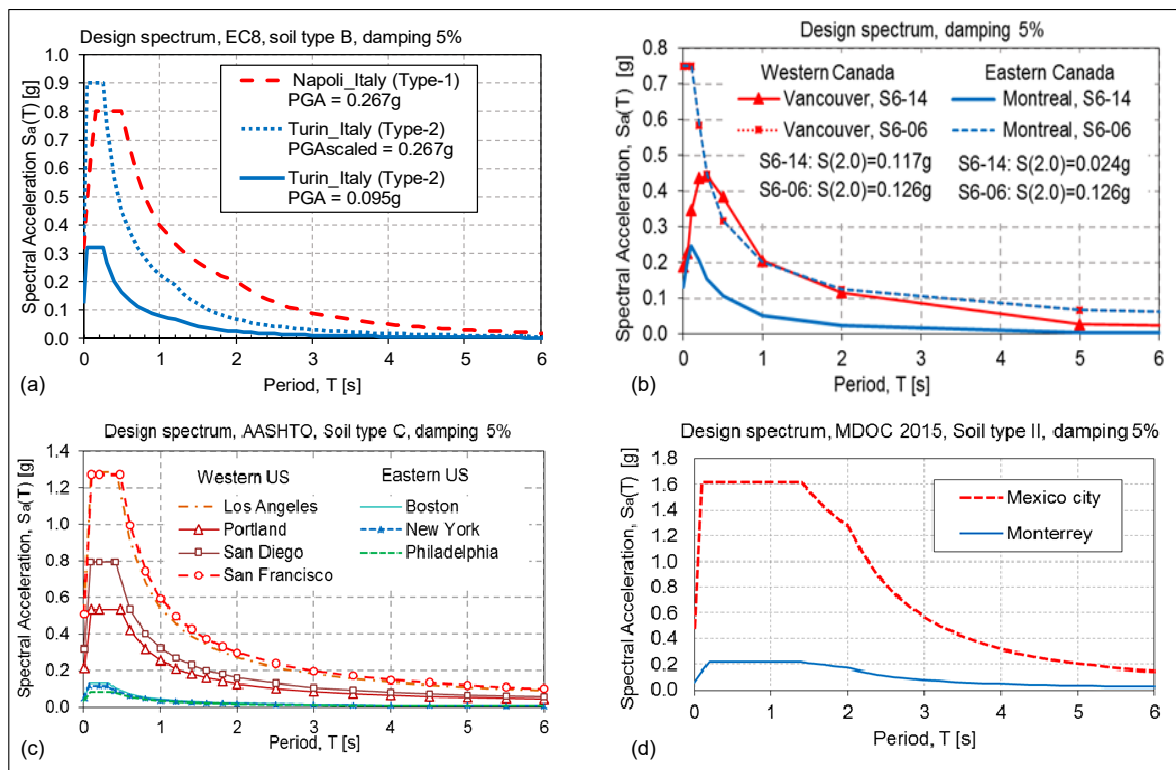 Design spectrum, EC8, soil type B, damping 5%
Spectral Acceleration Sa(T) [g]
1.0
0.9
0.8
0.7
0.6
0.5
0.4
0.3
0.2
0.1
0.0
Napoli_Italy (Type-1)
PGA = 0.267g
Turin_Italy (Type-2)
PGAscaled = 0.267g
Turin_Italy (Type-2)
PGA = 0.095g
0 1 2 3 4 5 6
Period, T [s]
(a)
Design spectrum, damping 5%
Spectral Acceleration, Sa(T) [g]
0.8
0.7
0.6
0.5
0.4
0.3
0.2
0.1
0.0
Western Canada
Vancouver, S6-14
Vancouver, S6-06
S6-14: S(2.0)=0.117g
S6-06: S(2.0)=0.126g
Eastern Canada
Montreal, S6-14
Montreal, S6-06
S6-14: S(2.0)=0.024g
S6-06: S(2.0)=0.126g
0 1 2 3 4 5 6
Period, T [s]
(b)
Design spectrum, AASHTO, Soil type C, damping 5%
Spectral Acceleration, Sa(T) [g]
1.4
1.2
1.0
0.8
0.6
0.4
0.2
0.0
Western US
Los Angeles
Portland
San Diego
San Francisco
Eastern US
Boston
New York
Philadelphia
0 1 2 3 4 5 6
Period, T [s]
(c)
Design spectrum, MDOC 2015, Soil type II, damping 5%
Spectral Acceleration, Sa(T) [g]
1.8
1.6
1.4
1.2
1.0
0.8
0.6
0.4
0.2
0.0
Mexico city
Monterrey
0 1 2 3 4 5 6
Period, T [s]
(d)